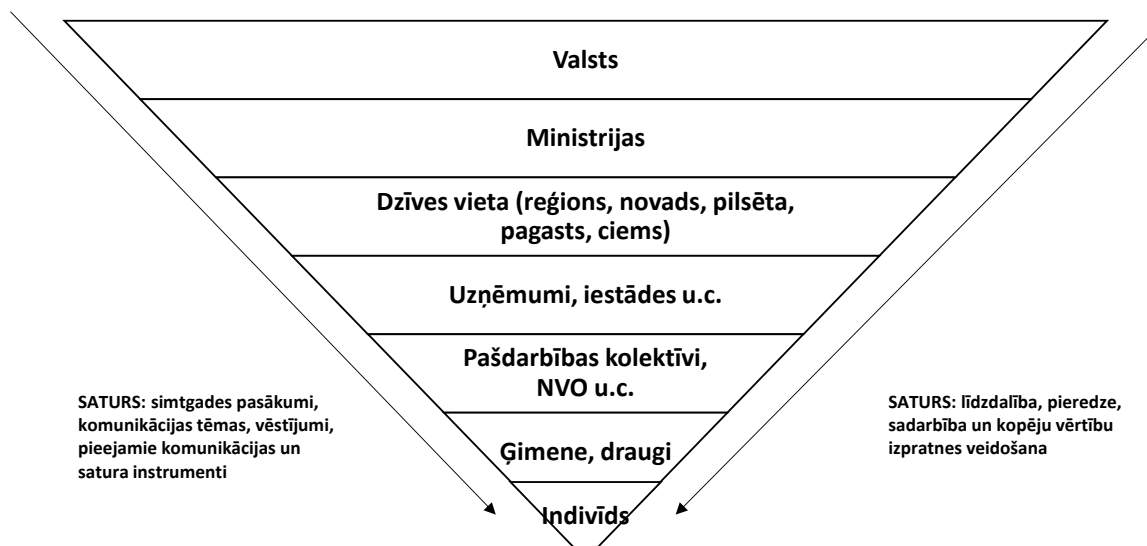 Valsts
Ministrijas
Dzīves vieta (reģions, novads, pilsēta,
pagasts, ciems)
Uzņēmumi, iestādes u.c.
Pašdarbības kolektīvi,
NVO u.c.
Ģimene, draugi
Indivīds
SATURS: simtgades pasākumi,
komunikācijas tēmas, vēstījumi,
pieejamie komunikācijas un
satura instrumenti
SATURS: līdzdalība, pieredze,
sadarbība un kopēju vērtību
izpratnes veidošana